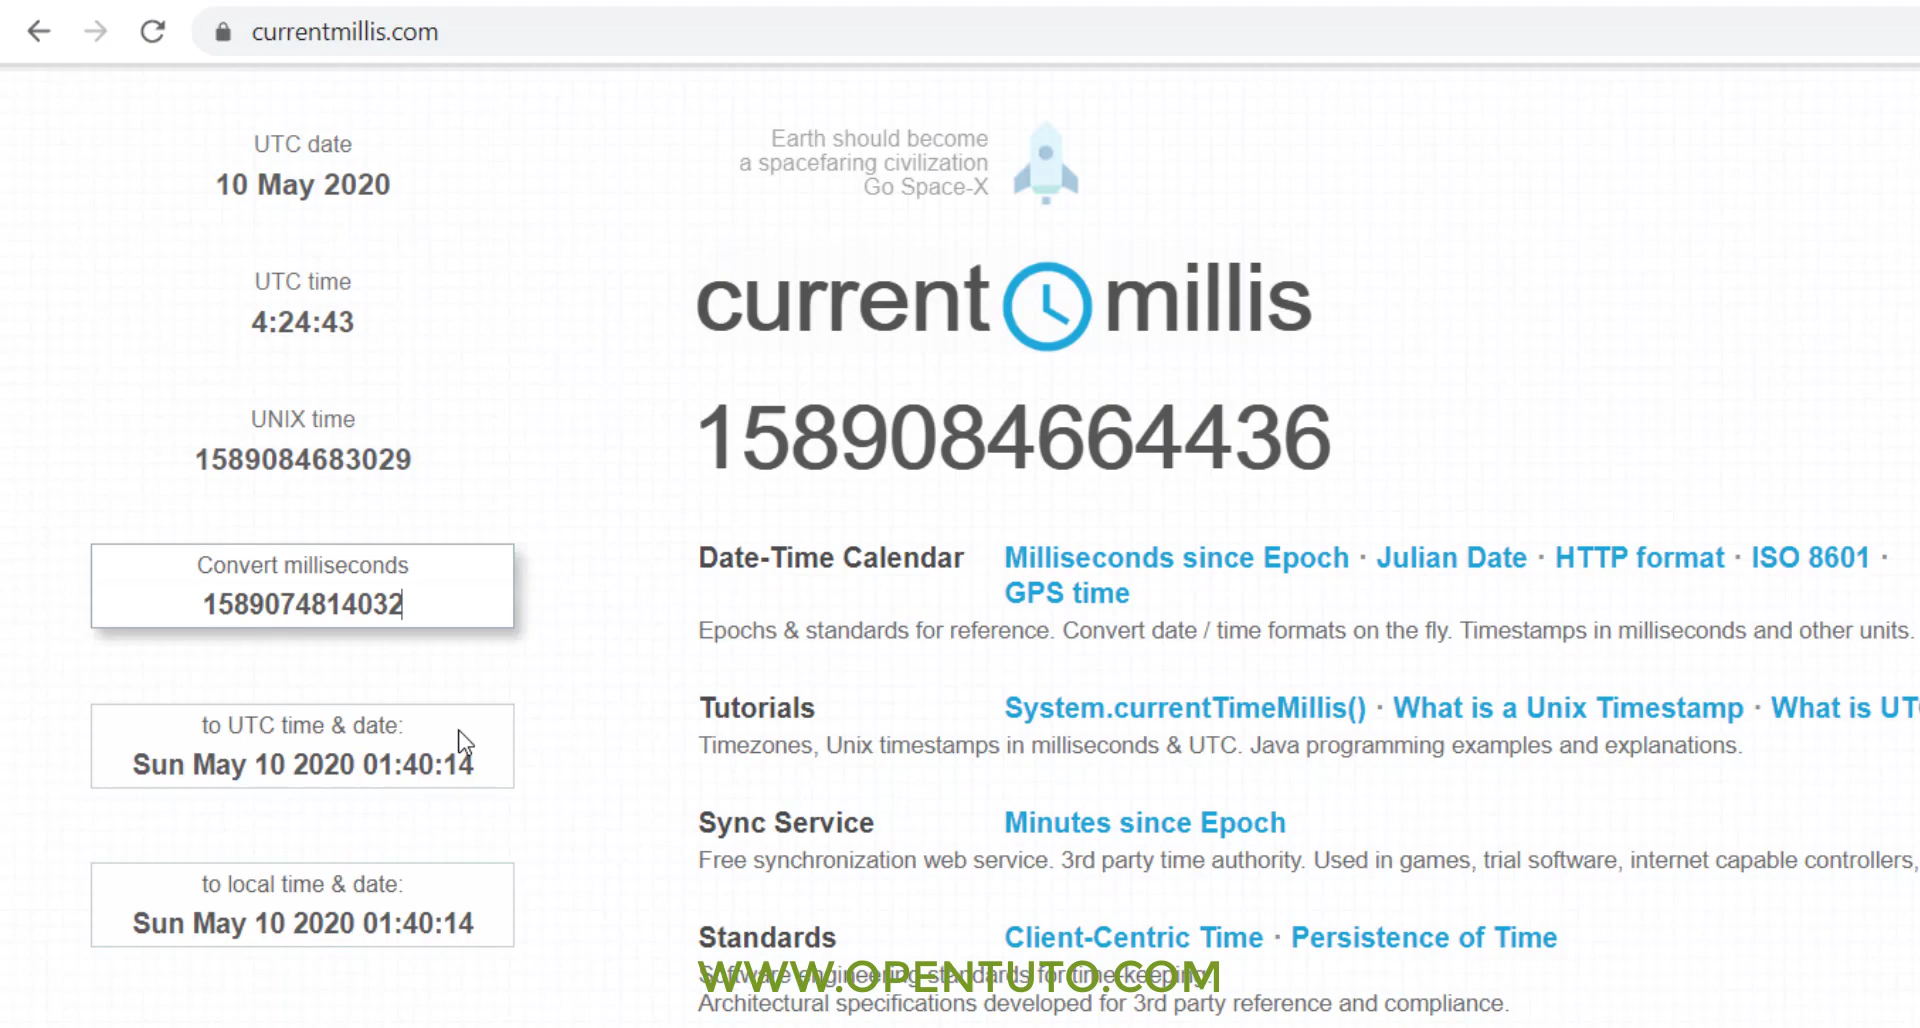 currentmillis.com
UTC date
10 May 2020
UTC time
4:24:43
UNIX time
1589084683029
Convert milliseconds
1589074814032
to UTC time & date:
Sun May 10 2020 01:40:14
to local time & date:
Sun May 10 2020 01:40:14
Earth should become
a spacefaring civilization
Go Space-X
current millis
1589084664436
Date-Time Calendar Milliseconds since Epoch · Julian Date · HTTP format · ISO 8601 ·
GPS time
Epochs & standards for reference. Convert date / time formats on the fly. Timestamps in milliseconds and other units.
Tutorials System.currentTimeMillis() · What is a Unix Timestamp · What is UT
Timezones, Unix timestamps in milliseconds & UTC. Java programming examples and explanations.
Sync Service Minutes since Epoch
Free synchronization web service. 3rd party time authority. Used in games, trial software, internet capable controllers,
Standards Client-Centric Time · Persistence of Time
Software engineering standards for time-keeping
WWW.OPENTUTO.COM
Architectural specifications developed for 3rd party reference and compliance.